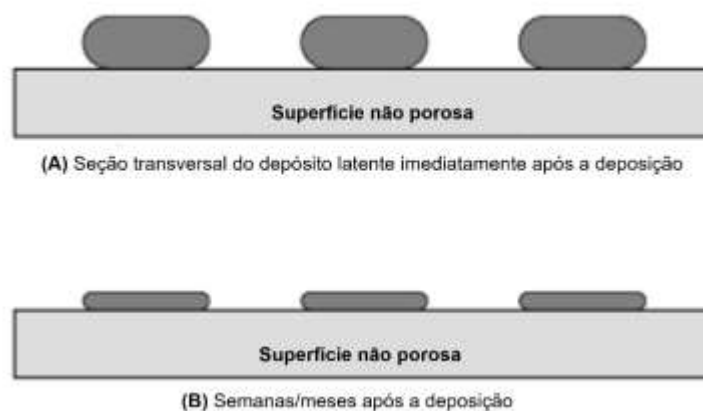 Superfície não porosa
(A) Seção transversal do depósito latente imediatamente após a deposição
Superfície não porosa
(B) Semanas/meses após a deposição